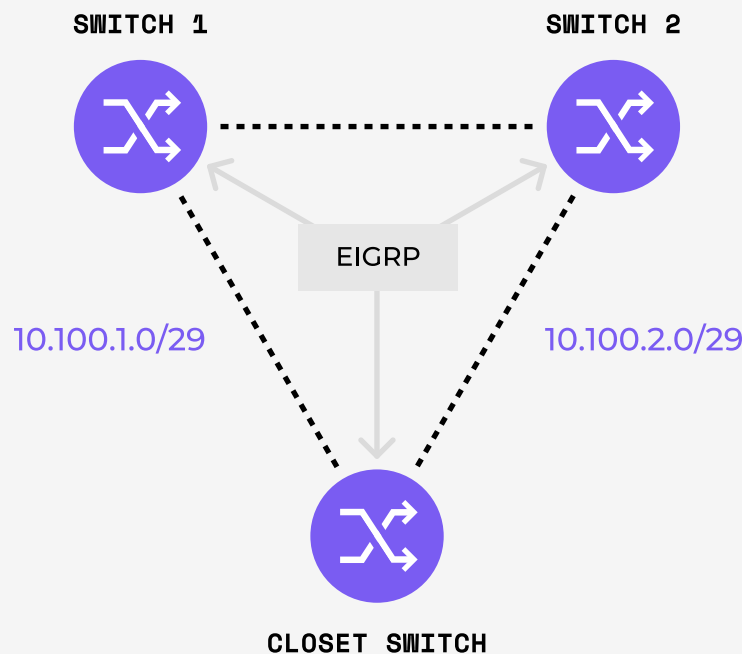 SWITCH 1
SWITCH 2
EIGRP
10.100.1.0/29
10.100.2.0/29
CLOSET SWITCH